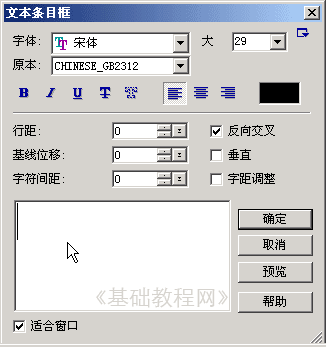 文本条目框
字体: 宋体 大 29
原本: CHINESE_GB2312
B I U T
行距: 0 反向交叉
基线位移: 0 垂直
字符间距: 0 字距调整
确定
取消
预览
《基础教程网》
帮助
适合窗口